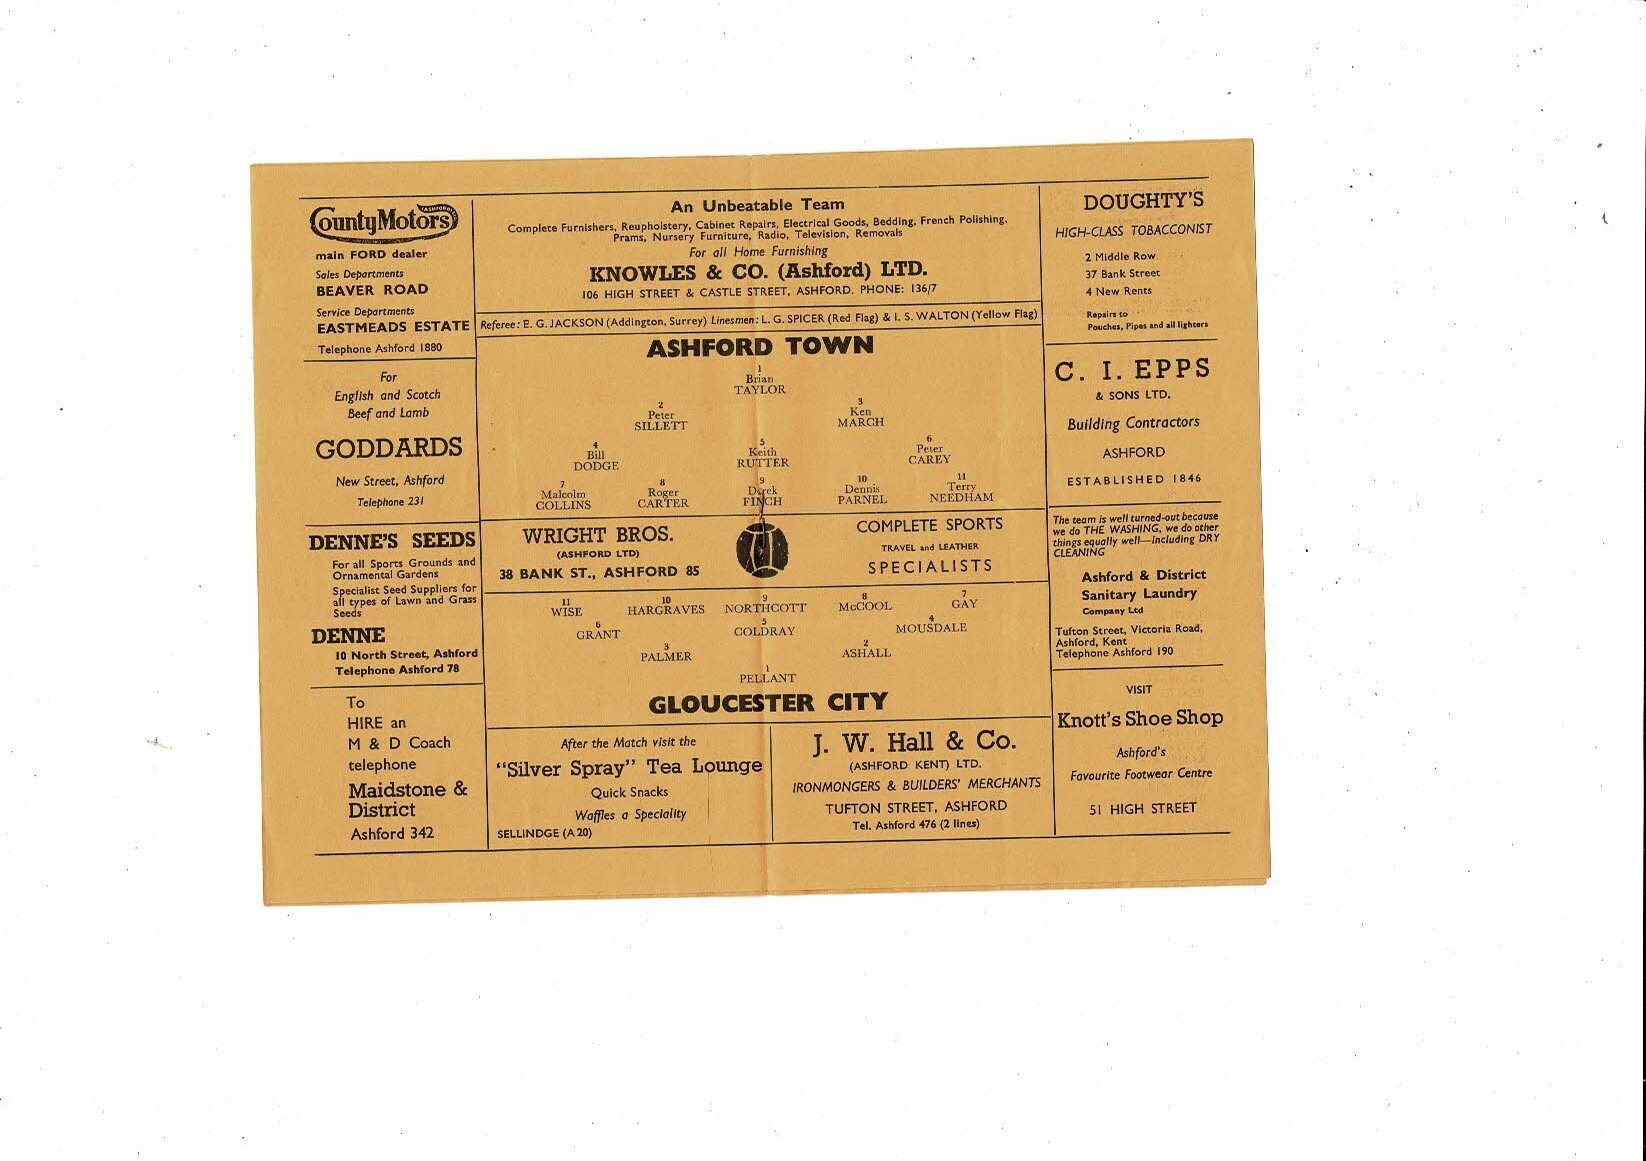 County Motors
(ASHFORD)
main FORD dealer
Sales Departments
BEAVER ROAD
Service Departments
EASTMEADS ESTATE
Telephone Ashford 1880
For
English and Scotch
Beef and Lamb
GODDARDS
New Street, Ashford
Telephone 231
DENNE'S SEEDS
For all Sports Grounds and
Ornamental Gardens
Specialist Seed Suppliers for
all types of Lawn and Grass
Seeds
DENNE
10 North Street, Ashford
Telephone Ashford 78
To
HIRE an
M & D Coach
telephone
Maidstone &
District
Ashford 342
An Unbeatable Team
Complete Furnishers, Reupholstery, Cabinet Repairs, Electrical Goods, Bedding, French Polishing,
Prams, Nursery Furniture, Radio, Television, Removals
For all Home Furnishing
KNOWLES & CO. (Ashford) LTD.
106 HIGH STREET & CASTLE STREET, ASHFORD. PHONE: 136/7
Referee: E. G. JACKSON (Addington, Surrey) Linesmen: L. G. SPICER (Red Flag) & I. S. WALTON (Yellow Flag)
ASHFORD TOWN
1
Brian
TAYLOR
2 3
Peter Ken
SILLETT MARCH
4 5 6
Bill Keith Peter
DODGE RUTTER CAREY
7 8 9 10 11
Malcolm Roger Derek Dennis Terry
COLLINS CARTER FINCH PARNEL NEEDHAM
WRIGHT BROS.
(ASHFORD LTD)
38 BANK ST., ASHFORD 85
COMPLETE SPORTS
TRAVEL and LEATHER
SPECIALISTS
11 10 9 8 7
WISE HARGRAVES NORTHCOTT McCOOL GAY
6 5 4
GRANT COLDRAY MOUSDALE
3 2
PALMER ASHALL
1
PELLANT
GLOUCESTER CITY
After the Match visit the
"Silver Spray" Tea Lounge
Quick Snacks
Waffles a Speciality
SELLINDGE (A 20)
J. W. Hall & Co.
(ASHFORD KENT) LTD.
IRONMONGERS & BUILDERS' MERCHANTS
TUFTON STREET, ASHFORD
Tel. Ashford 476 (2 lines)
DOUGHTY'S
HIGH-CLASS TOBACCONIST
2 Middle Row
37 Bank Street
4 New Rents
Repairs to
Pouches, Pipes and all lighters
C. I. EPPS
& SONS LTD.
Building Contractors
ASHFORD
ESTABLISHED 1846
The team is well turned-out because
we do THE WASHING, we do other
things equally well—including DRY
CLEANING
Ashford & District
Sanitary Laundry
Company Ltd
Tufton Street, Victoria Road,
Ashford, Kent
Telephone Ashford 190
VISIT
Knott's Shoe Shop
Ashford's
Favourite Footwear Centre
51 HIGH STREET